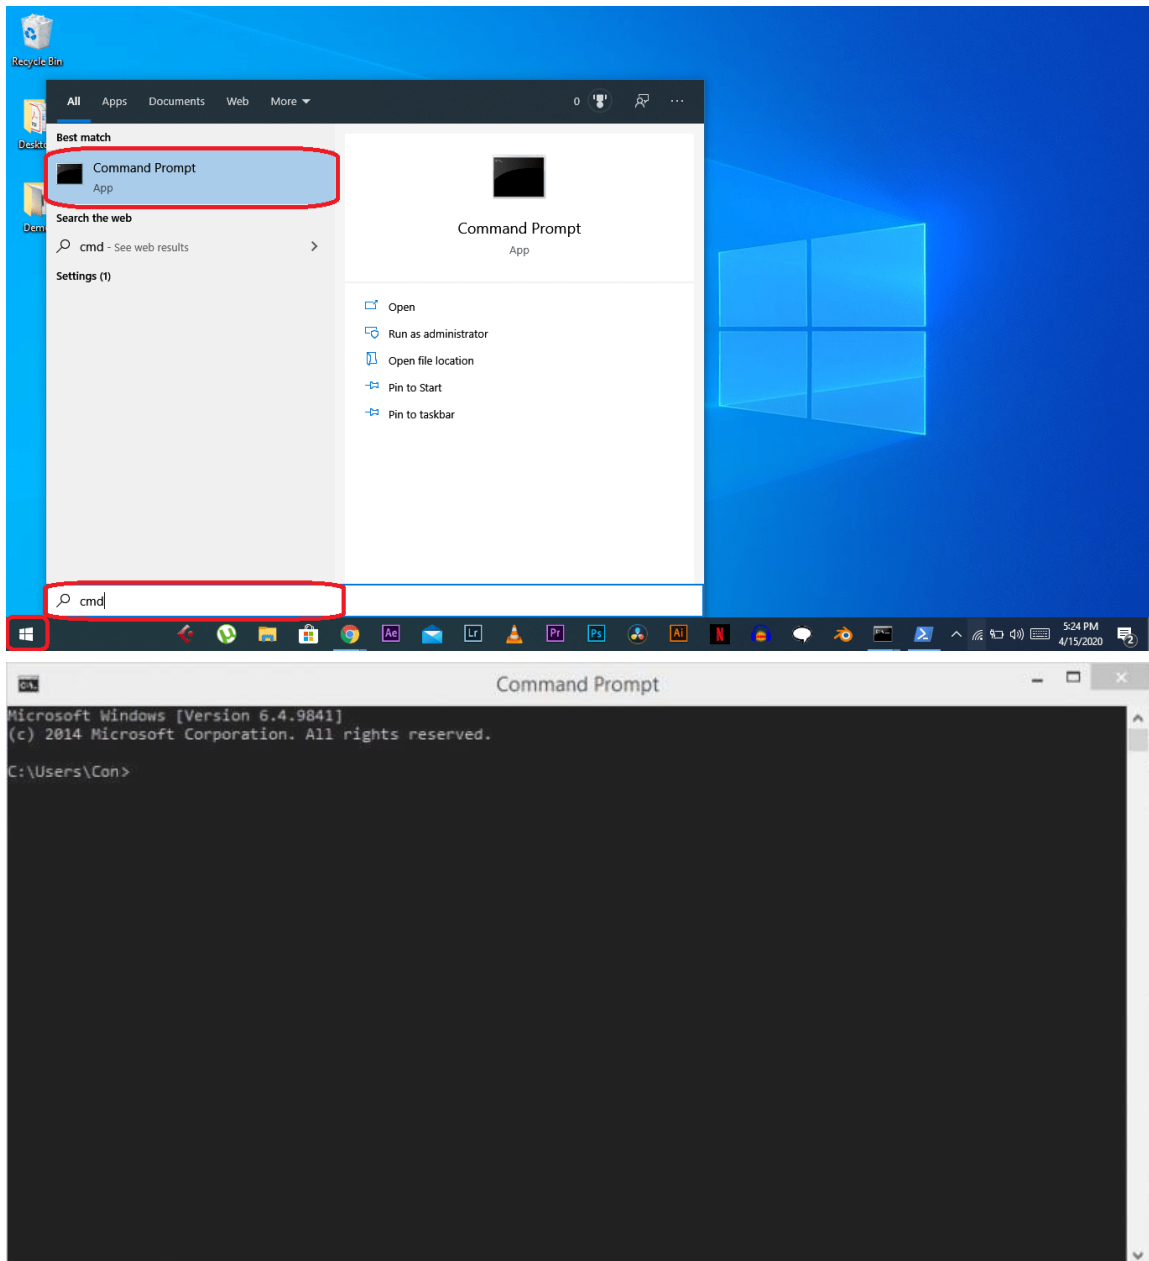 Recycle Bin
All Apps Documents Web More 0 ...
Best match
Command Prompt
App
Search the web
cmd - See web results
Settings (1)
Command Prompt
App
Open
Run as administrator
Open file location
Pin to Start
Pin to taskbar
Deskt
Dem
cmd
Ae Lr Pr Ps Ai N
5:24 PM
4/15/2020
2
C:\.
Command Prompt
Microsoft Windows [Version 6.4.9841]
(c) 2014 Microsoft Corporation. All rights reserved.
C:\Users\Con>